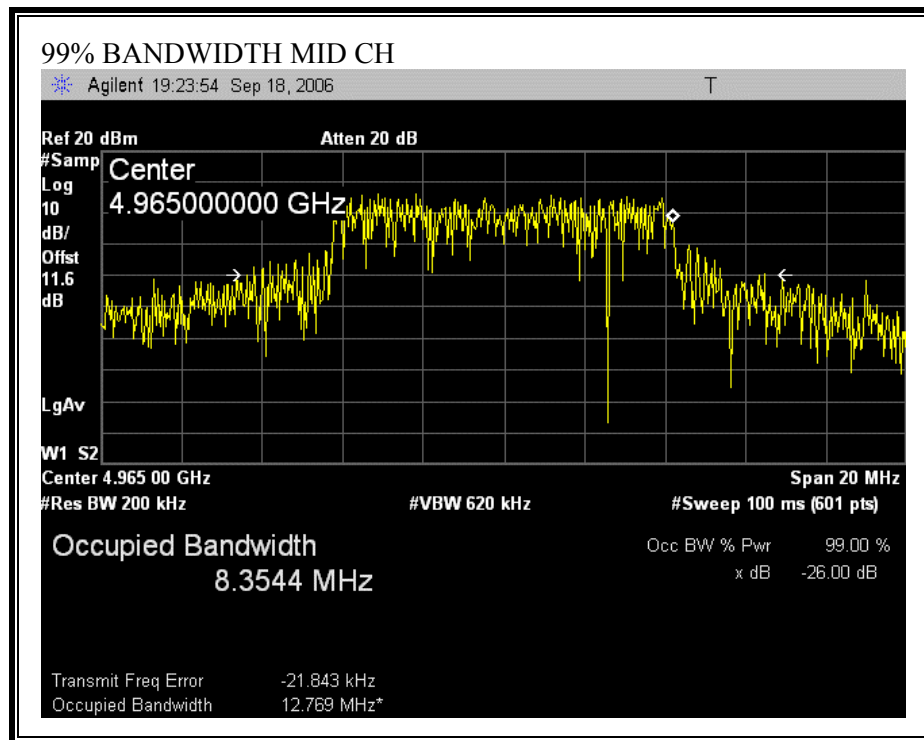 99% BANDWIDTH MID CH
Agilent 19:23:54 Sep 18, 2006 T
Ref 20 dBm Atten 20 dB
#Samp
Log
10
dB/
Offst
11.6
dB
Center
4.965000000 GHz
LgAv
W1 S2
Center 4.965 00 GHz Span 20 MHz
#Res BW 200 kHz #VBW 620 kHz #Sweep 100 ms (601 pts)
Occupied Bandwidth
8.3544 MHz
Occ BW % Pwr 99.00 %
x dB -26.00 dB
Transmit Freq Error -21.843 kHz
Occupied Bandwidth 12.769 MHz*